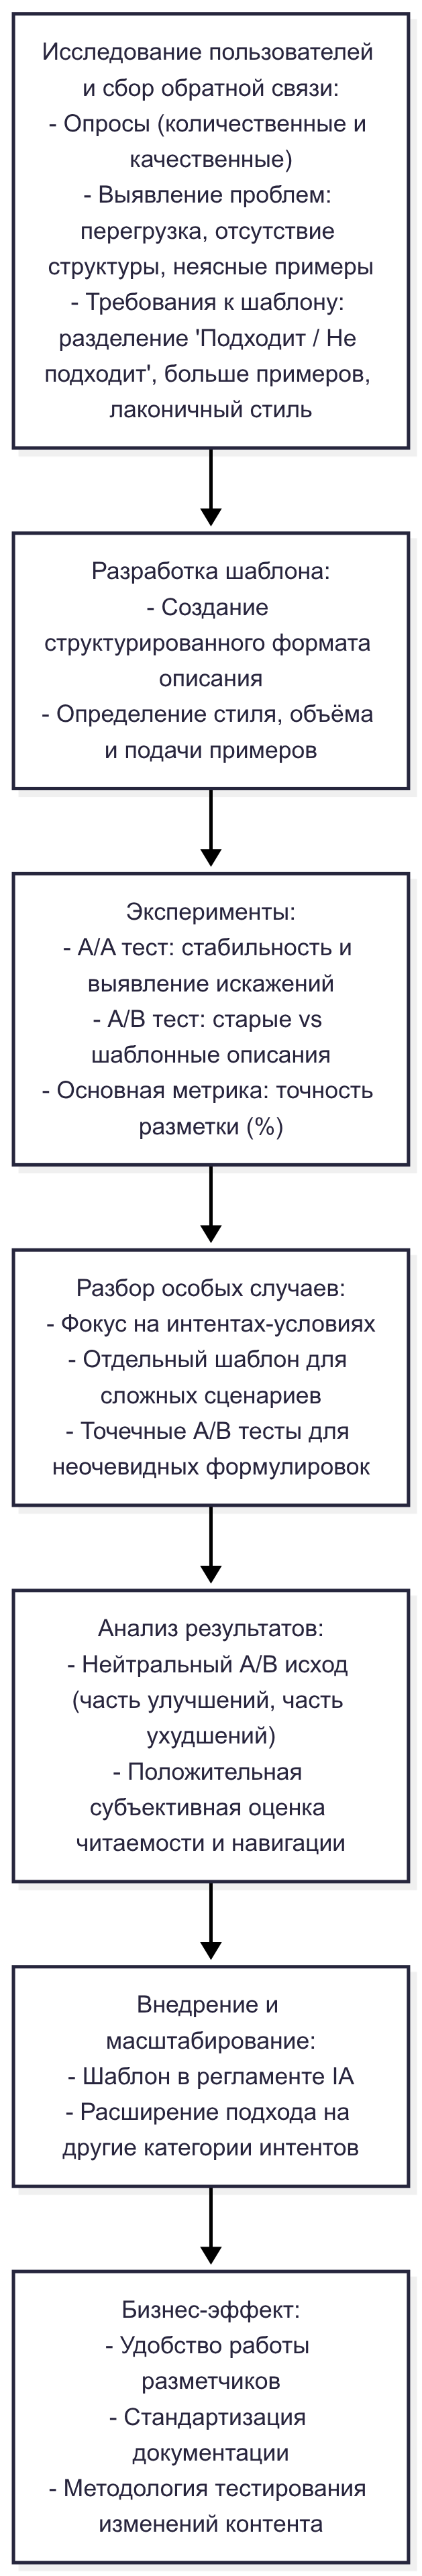 Исследование пользователей
и сбор обратной связи:
- Опросы (количественные и
качественные)
- Выявление проблем:
перегрузка, отсутствие
структуры, неясные примеры
- Требования к шаблону:
разделение 'Подходит / Не
подходит', больше примеров,
лаконичный стиль
Разработка шаблона:
- Создание
структурированного формата
описания
- Определение стиля, объёма
и подачи примеров
Эксперименты:
- A/A тест: стабильность и
выявление искажений
- A/B тест: старые vs
шаблонные описания
- Основная метрика: точность
разметки (%)
Разбор особых случаев:
- Фокус на интентах-условиях
- Отдельный шаблон для
сложных сценариев
- Точечные A/B тесты для
неочевидных формулировок
Анализ результатов:
- Нейтральный A/B исход
(часть улучшений, часть
ухудшений)
- Положительная
субъективная оценка
читаемости и навигации
Внедрение и
масштабирование:
- Шаблон в регламенте IA
- Расширение подхода на
другие категории интентов
Бизнес-эффект:
- Удобство работы
разметчиков
- Стандартизация
документации
- Методология тестирования
изменений контента